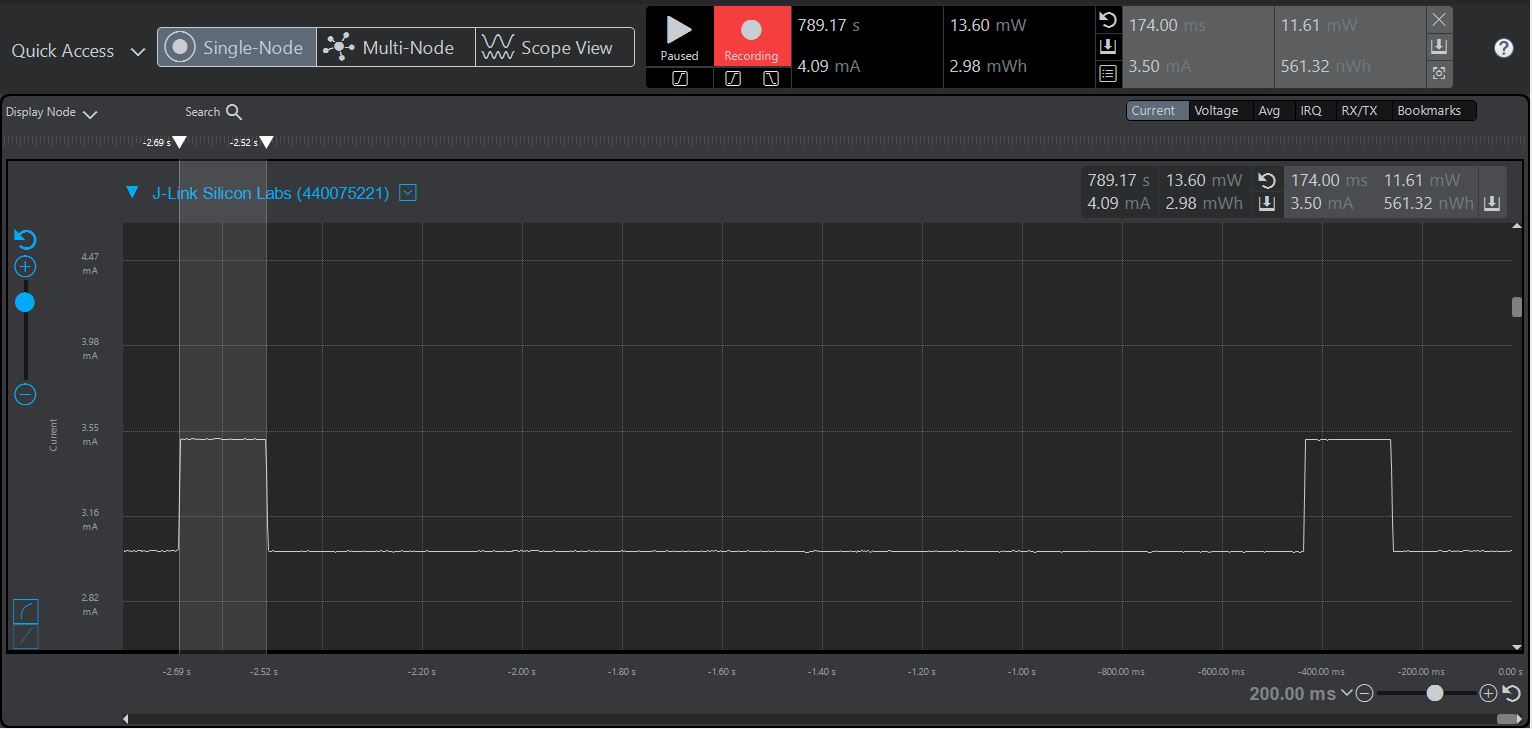 Quick Access
Single-Node
Multi-Node
Scope View
Paused
Recording
789.17 s
13.60 mW
4.09 mA
2.98 mWh
174.00 ms
11.61 mW
3.50 mA
561.32 nWh
?
Display Node
Search
Current
Voltage
Avg
IRQ
RX/TX
Bookmarks
-2.69 s
-2.52 s
J-Link Silicon Labs (440075221)
789.17 s
13.60 mW
174.00 ms
11.61 mW
4.09 mA
2.98 mWh
3.50 mA
561.32 nWh
4.47
mA
3.98
mA
3.55
mA
3.16
mA
2.82
mA
Current
-2.69 s
-2.52 s
-2.20 s
-2.00 s
-1.80 s
-1.60 s
-1.40 s
-1.20 s
-1.00 s
-800.00 ms
-600.00 ms
-400.00 ms
-200.00 ms
0.00 s
200.00 ms